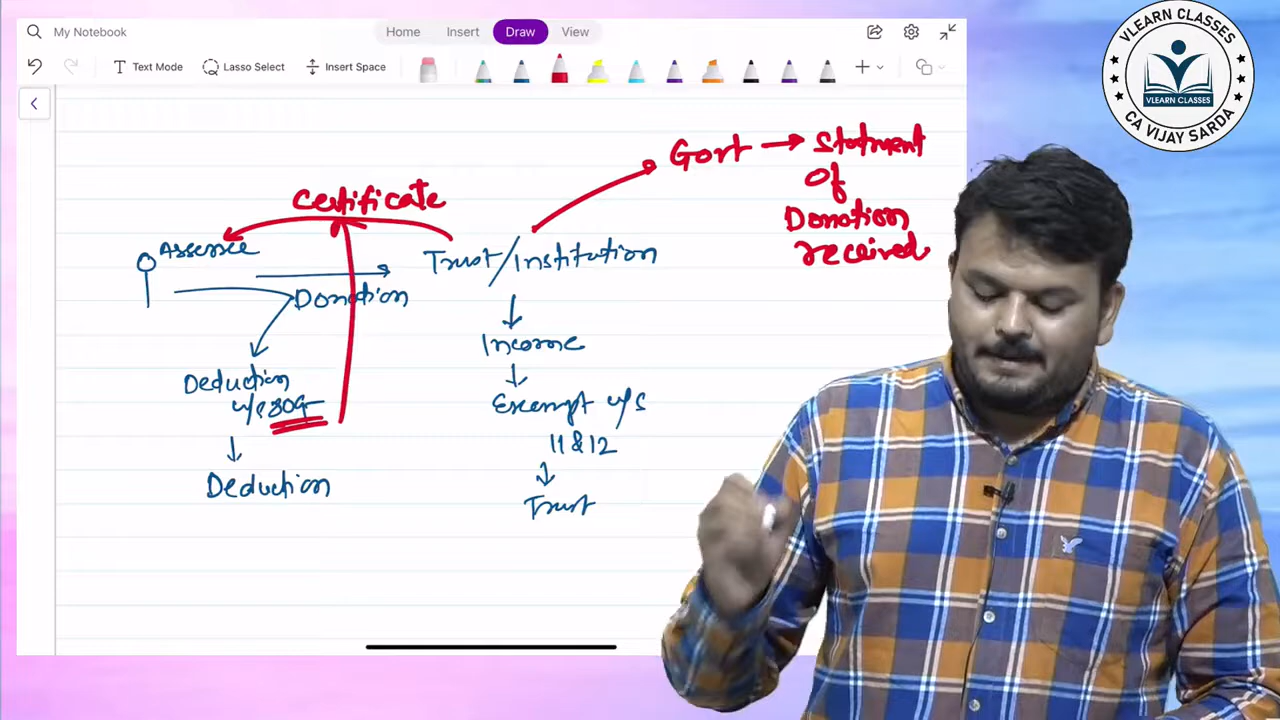 My Notebook
Home Insert Draw View
Text Mode Lasso Select Insert Space
VLEARN CLASSES
VLEARN CLASSES
CA VIJAY SARDA
Govt → Statment
of
Donation
received
Certificate
Assessee
Trust/Institution
Donation
Income
Deduction
u/s 80G
Exempt u/s
11 & 12
Deduction
Trust